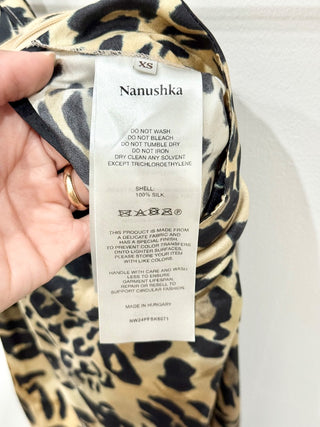 XS
Nanushka
DO NOT WASH
DO NOT BLEACH
DO NOT TUMBLE DRY
DO NOT IRON
DRY CLEAN ANY SOLVENT
EXCEPT TRICHLOROETHYLENE
SHELL:
100% SILK
THIS PRODUCT IS MADE FROM
A DELICATE FABRIC AND
HAS A SPECIAL FINISH.
TO PREVENT COLOR TRANSFERS
ONTO LIGHTER SURFACES,
PLEASE STORE YOUR ITEM
WITH LIKE COLORS.
HANDLE WITH CARE AND WASH
LESS TO ENSURE
GARMENT LIFESPAN.
REPAIR OR RESELL TO
SUPPORT CIRCULAR FASHION.
MADE IN HUNGARY